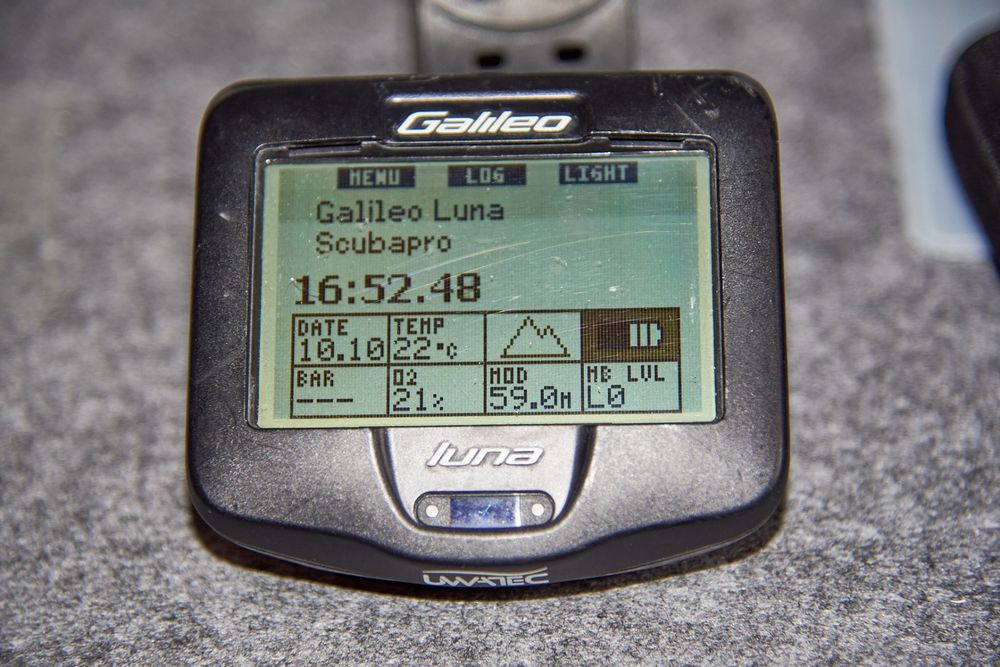 Galileo
MENU LOG LIGHT
Galileo Luna
Scubapro
16:52.48
DATE TEMP
10.10 22°C
BAR O2 MOD MB LVL
--- 21% 59.0M L0
luna
UWATEC